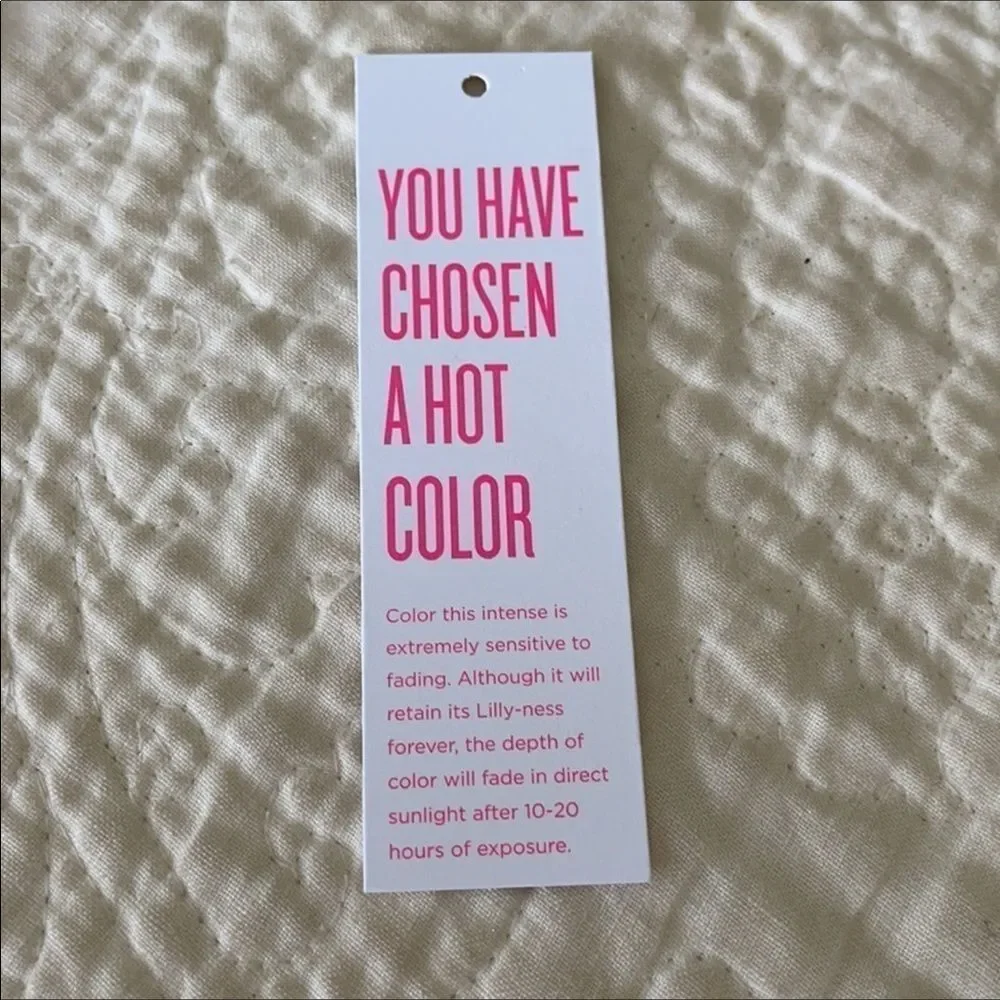 YOU HAVE
CHOSEN
A HOT
COLOR
Color this intense is
extremely sensitive to
fading. Although it will
retain its Lilly-ness
forever, the depth of
color will fade in direct
sunlight after 10-20
hours of exposure.